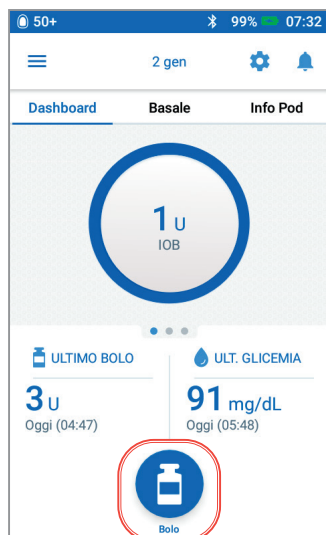 50+ 99% 07:32
2 gen
Dashboard Basale Info Pod
1 U
IOB
ULTIMO BOLO ULT. GLICEMIA
3 U 91 mg/dL
Oggi (04:47) Oggi (05:48)
Bolo